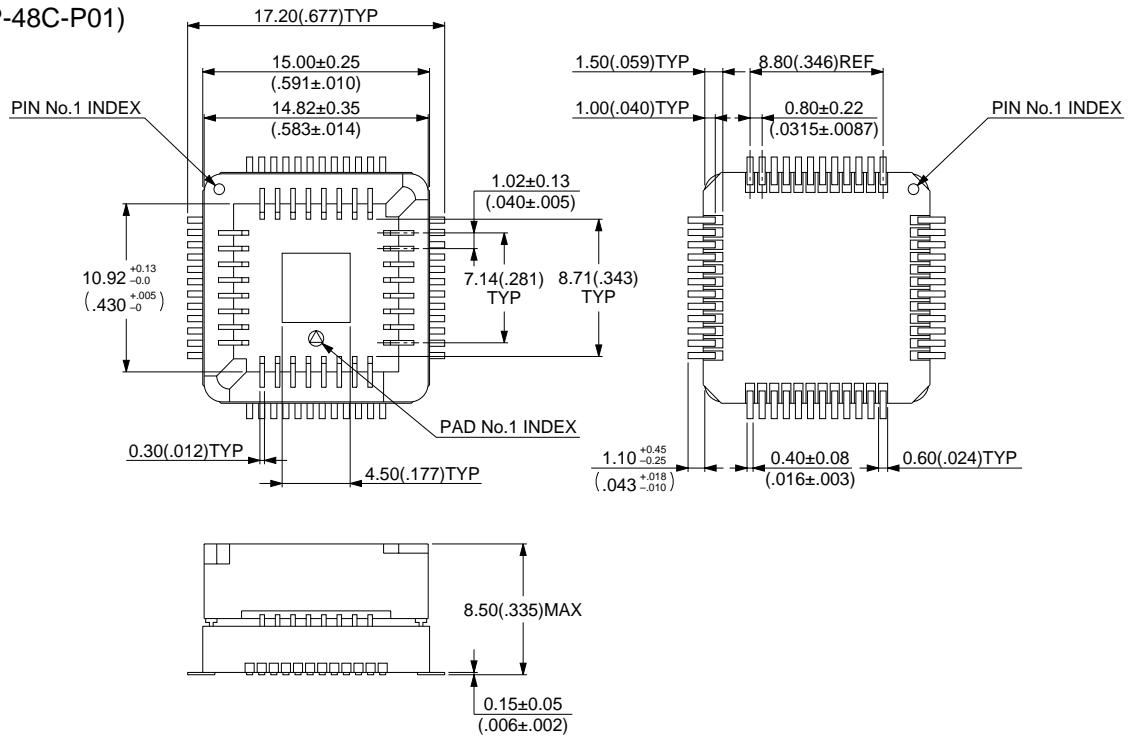 P-48C-P01)
17.20(.677)TYP
15.00±0.25
(.591±.010)
14.82±0.35
(.583±.014)
PIN No.1 INDEX
1.02±0.13
(.040±.005)
10.92 +0.13 –0.0
(.430 +.005 –0)
7.14(.281)
TYP
8.71(.343)
TYP
PAD No.1 INDEX
0.30(.012)TYP
4.50(.177)TYP
1.50(.059)TYP
8.80(.346)REF
1.00(.040)TYP
0.80±0.22
(.0315±.0087)
PIN No.1 INDEX
1.10 +0.45 –0.25
(.043 +.018 –.010)
0.40±0.08
(.016±.003)
0.60(.024)TYP
8.50(.335)MAX
0.15±0.05
(.006±.002)